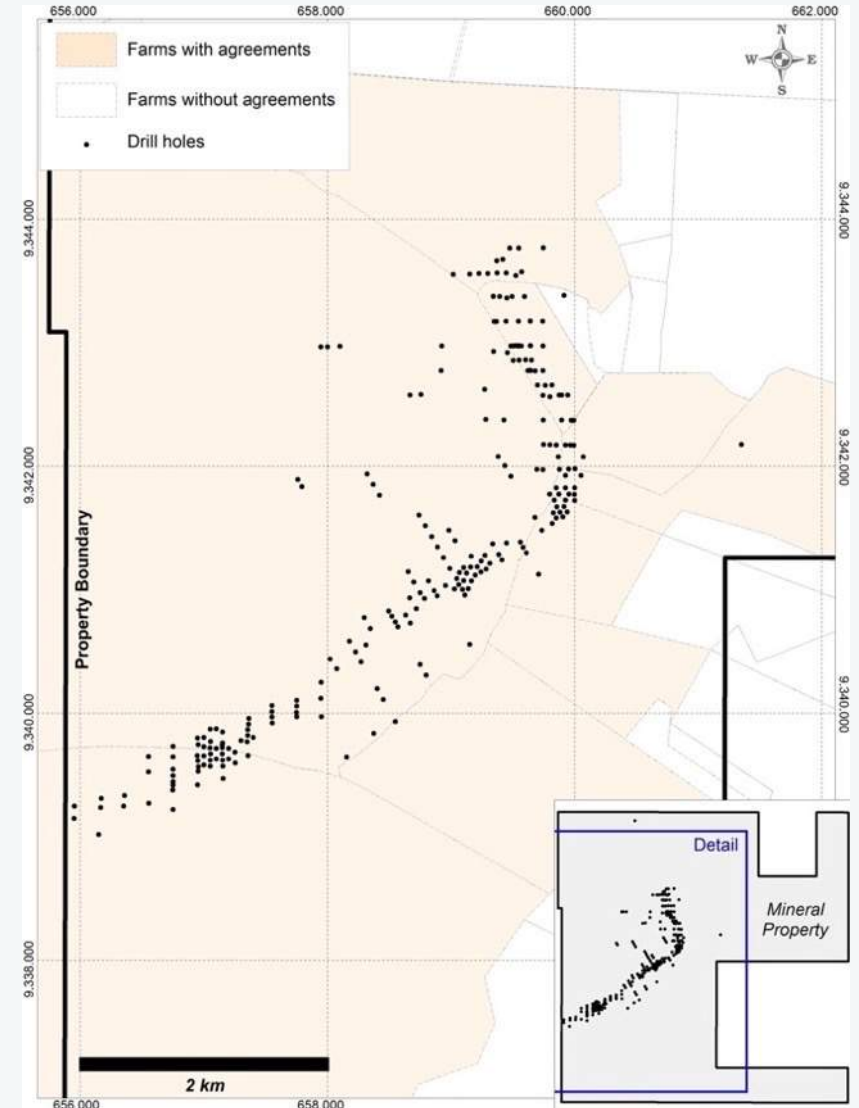 656.000 658.000 660.000 662.000
Farms with agreements
Farms without agreements
Drill holes
N
W E
S
9.344.000 9.344.000
9.342.000 9.342.000
Property Boundary
9.340.000 9.340.000
9.338.000
Detail
Mineral
Property
2 km
656.000 658.000